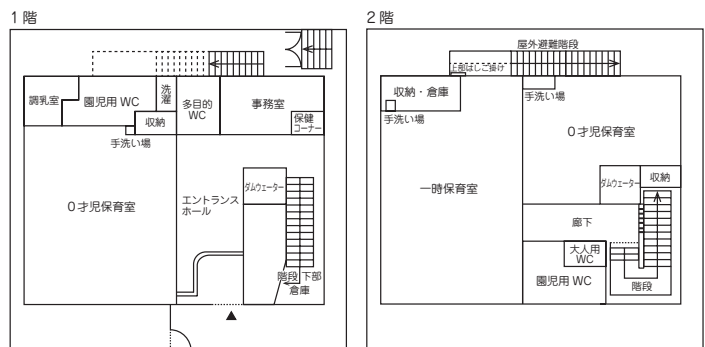 1階
調乳室
園児用 WC
洗濯
多目的
WC
事務室
収納
保健
コーナー
手洗い場
0才児保育室
エントランス
ホール
ダムウェーター
階段下部
倉庫
2階
屋外避難階段
上部はしご掛け
収納・倉庫
手洗い場
手洗い場
0才児保育室
一時保育室
ダムウェーター
収納
廊下
大人用
WC
園児用 WC
階段